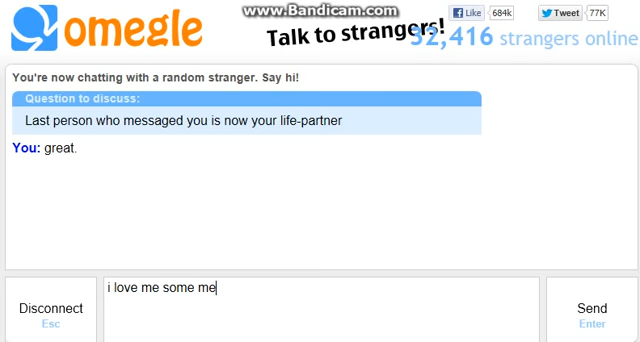 www.Bandicam.com
omegle
Talk to strangers!
Like 684k
Tweet 77K
32,416 strangers online
You're now chatting with a random stranger. Say hi!
Question to discuss:
Last person who messaged you is now your life-partner
You: great.
Disconnect
Esc
i love me some me
Send
Enter